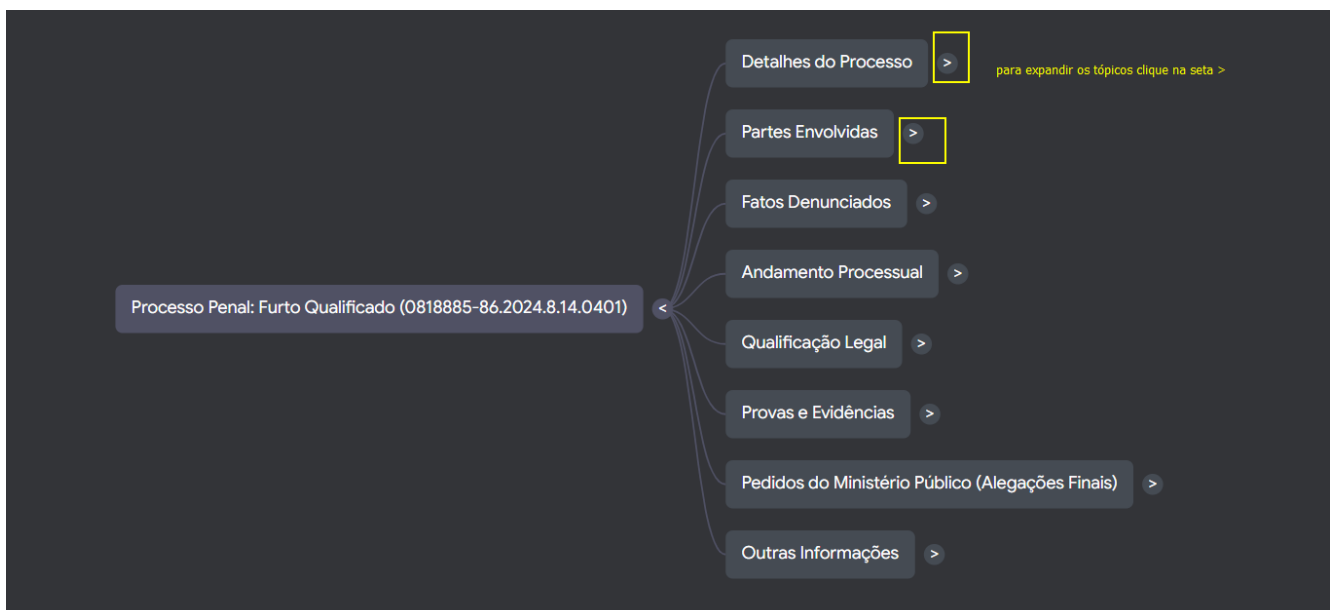 Detalhes do Processo >
para expandir os tópicos clique na seta >
Partes Envolvidas >
Fatos Denunciados >
Andamento Processual >
Processo Penal: Furto Qualificado (0818885-86.2024.8.14.0401) <
Qualificação Legal >
Provas e Evidências >
Pedidos do Ministério Público (Alegações Finais) >
Outras Informações >